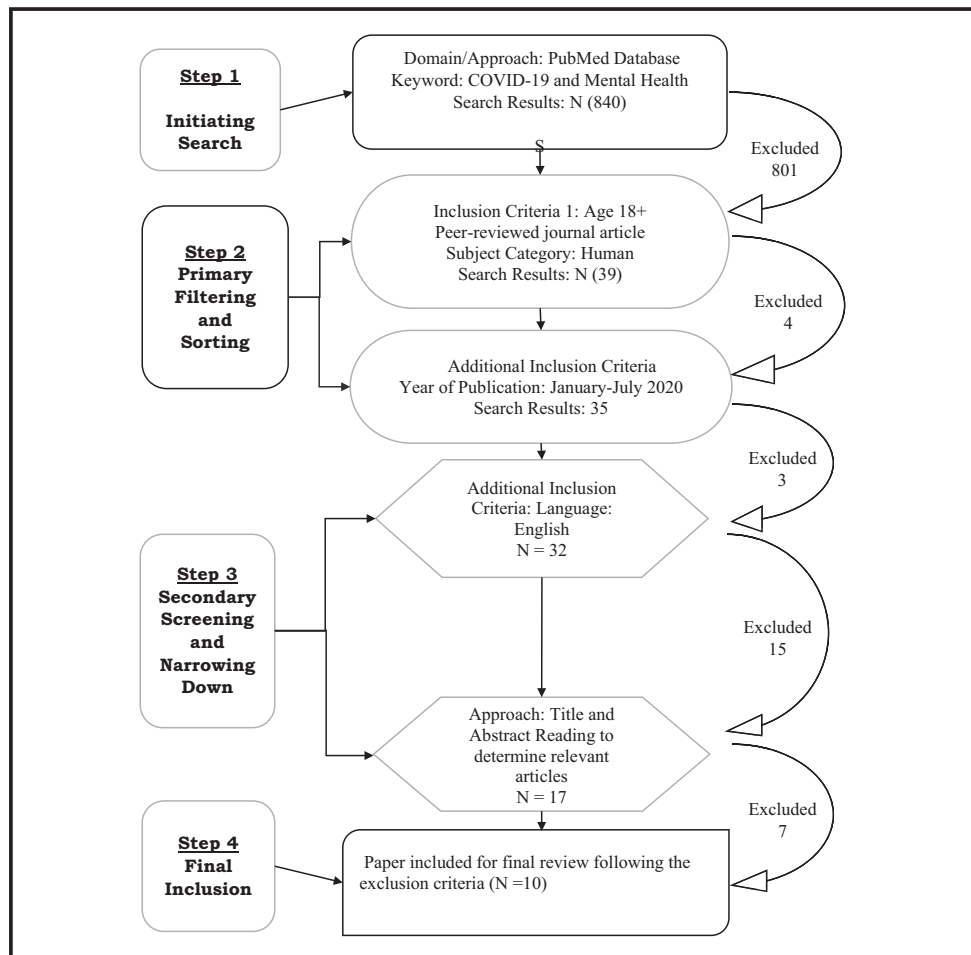 Step 1
Initiating
Search
Domain/Approach: PubMed Database
Keyword: COVID-19 and Mental Health
Search Results: N (840)
S
Excluded
801
Step 2
Primary
Filtering
and
Sorting
Inclusion Criteria 1: Age 18+
Peer-reviewed journal article
Subject Category: Human
Search Results: N (39)
Excluded
4
Additional Inclusion Criteria
Year of Publication: January-July 2020
Search Results: 35
Excluded
3
Step 3
Secondary
Screening
and
Narrowing
Down
Additional Inclusion
Criteria: Language:
English
N = 32
Excluded
15
Approach: Title and
Abstract Reading to
determine relevant
articles
N = 17
Excluded
7
Step 4
Final
Inclusion
Paper included for final review following the
exclusion criteria (N =10)